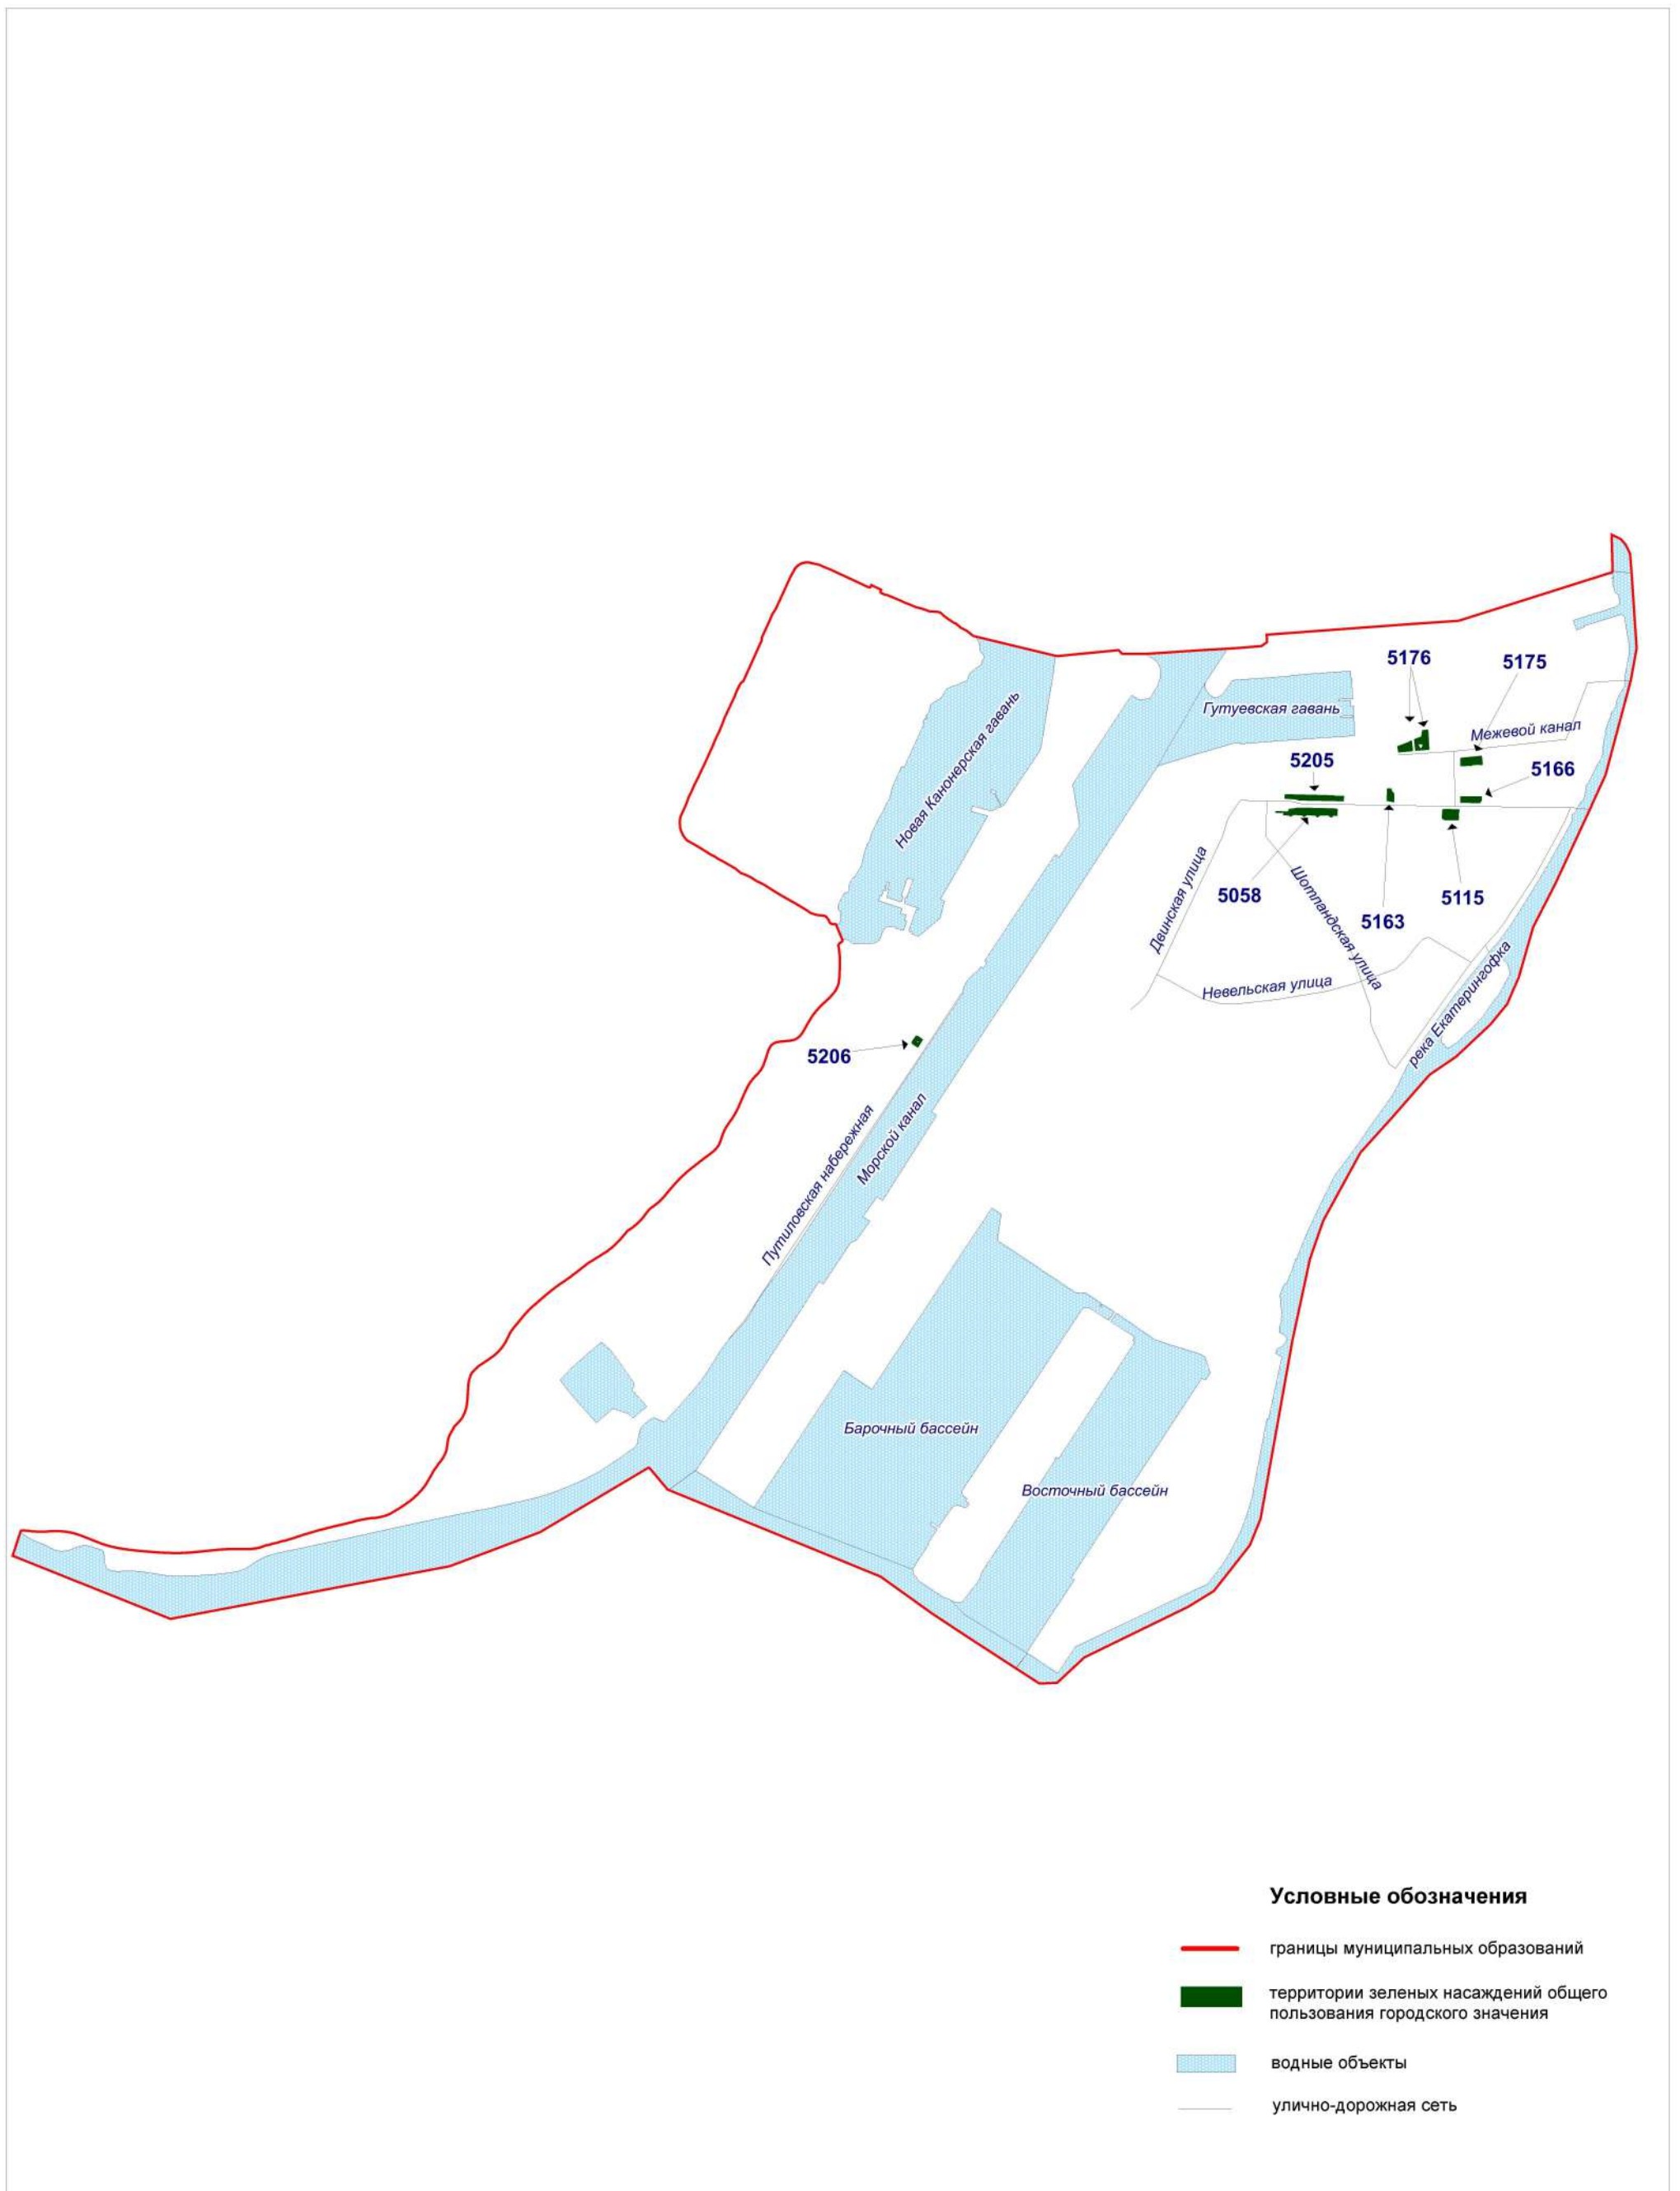 5176
5175
Новая Канонерская гавань
Гутуевская гавань
Межевой канал
5205
5166
Двинская улица
5058
Шотландская улица
5163
5115
Невельская улица
река Екатерингофка
5206
Путиловская набережная
Морской канал
Барочный бассейн
Восточный бассейн
Условные обозначения
границы муниципальных образований
территории зеленых насаждений общего
пользования городского значения
водные объекты
улично-дорожная сеть